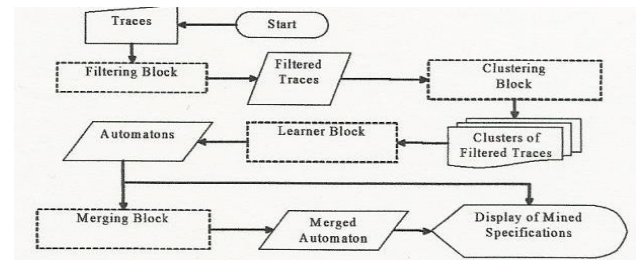 Traces
Start
Filtering Block
Filtered
Traces
Clustering
Block
Automatons
Learner Block
Clusters of
Filtered Traces
Merging Block
Merged
Automaton
Display of Mined
Specifications